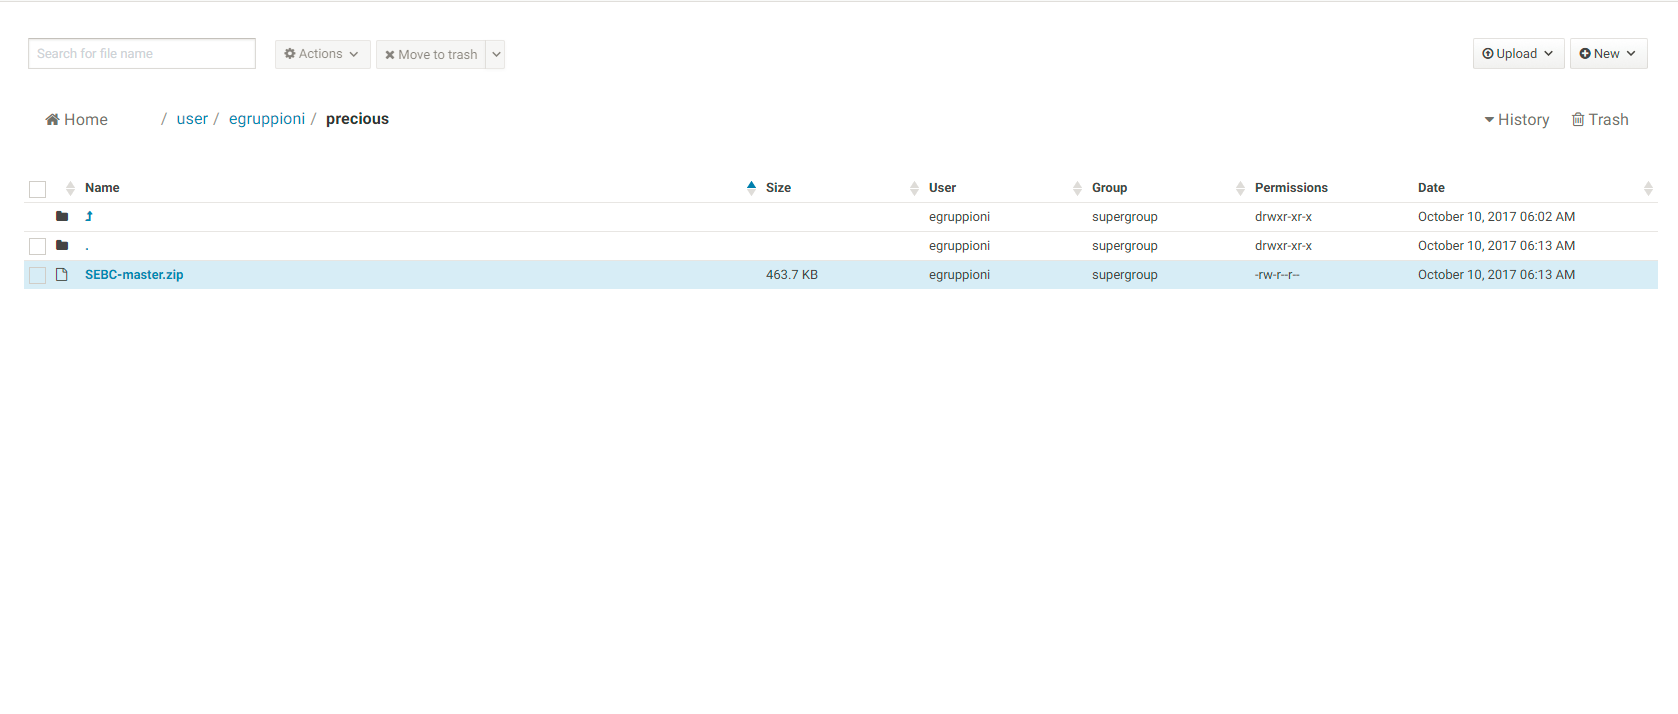 Search for file name Actions Move to trash Upload New
Home / user / egruppioni / precious History Trash
Name Size User Group Permissions Date
egruppioni supergroup drwxr-xr-x October 10, 2017 06:02 AM
. egruppioni supergroup drwxr-xr-x October 10, 2017 06:13 AM
SEBC-master.zip 463.7 KB egruppioni supergroup -rw-r--r-- October 10, 2017 06:13 AM